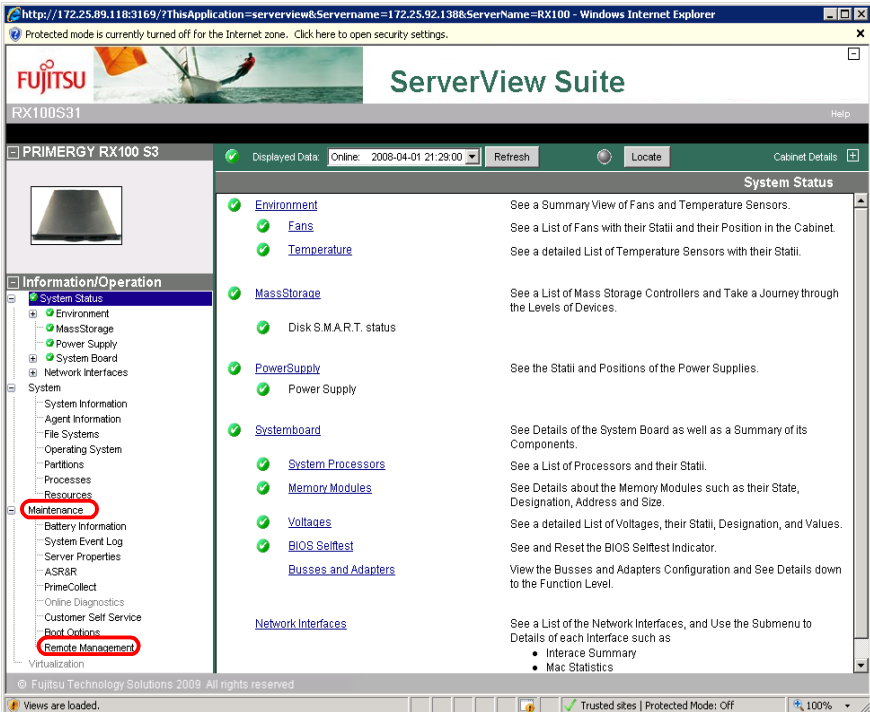 http://172.25.89.118:3169/?ThisApplication=serverview&Servername=172.25.92.138&ServerName=RX100 - Windows Internet Explorer
Protected mode is currently turned off for the Internet zone. Click here to open security settings.
FUJITSU
ServerView Suite
RX100S31
Help
PRIMERGY RX100 S3
Displayed Data: Online: 2008-04-01 21:29:00 Refresh Locate Cabinet Details
System Status
Information/Operation
System Status
Environment
MassStorage
Power Supply
System Board
Network Interfaces
System
System Information
Agent Information
File Systems
Operating System
Partitions
Processes
Resources
Maintenance
Battery Information
System Event Log
Server Properties
ASR&R
PrimeCollect
Online Diagnostics
Customer Self Service
Boot Options
Remote Management
Virtualization
Environment See a Summary View of Fans and Temperature Sensors.
Fans See a List of Fans with their Statii and their Position in the Cabinet.
Temperature See a detailed List of Temperature Sensors with their Statii.
MassStorage See a List of Mass Storage Controllers and Take a Journey through
the Levels of Devices.
Disk S.M.A.R.T. status
PowerSupply See the Statii and Positions of the Power Supplies.
Power Supply
Systemboard See Details of the System Board as well as a Summary of its
Components.
System Processors See a List of Processors and their Statii.
Memory Modules See Details about the Memory Modules such as their State,
Designation, Address and Size.
Voltages See a detailed List of Voltages, their Statii, Designation, and Values.
BIOS Selftest See and Reset the BIOS Selftest Indicator.
Busses and Adapters View the Busses and Adapters Configuration and See Details down
to the Function Level.
Network Interfaces See a List of the Network Interfaces, and Use the Submenu to
Details of each Interface such as
• Interace Summary
• Mac Statistics
© Fujitsu Technology Solutions 2009 All rights reserved
Views are loaded. Trusted sites | Protected Mode: Off 100%